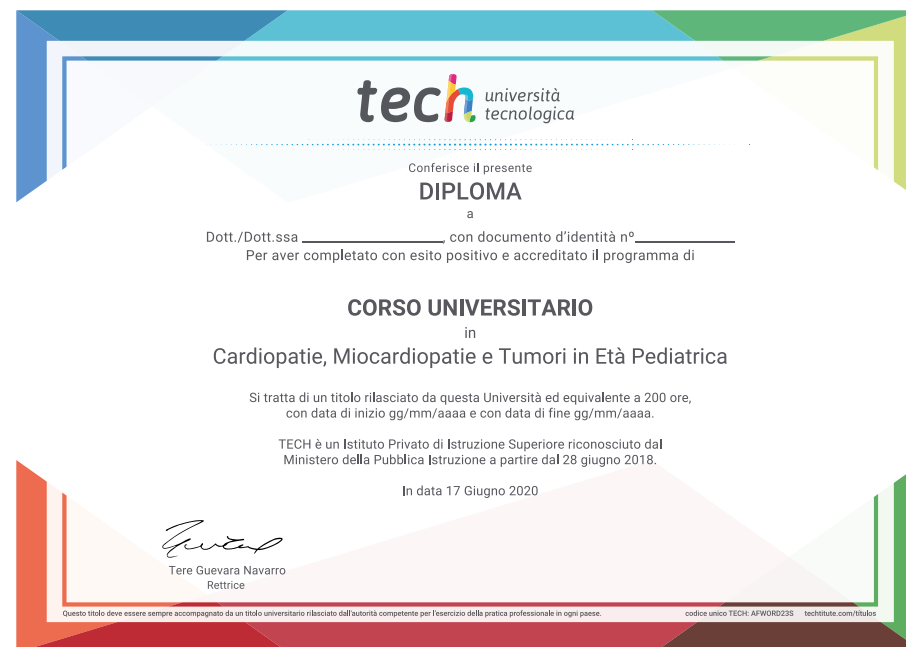 tech università
tecnologica
Conferisce il presente
DIPLOMA
a
Dott./Dott.ssa ____________________, con documento d'identità nº______________
Per aver completato con esito positivo e accreditato il programma di
CORSO UNIVERSITARIO
in
Cardiopatie, Miocardiopatie e Tumori in Età Pediatrica
Si tratta di un titolo rilasciato da questa Università ed equivalente a 200 ore,
con data di inizio gg/mm/aaaa e con data di fine gg/mm/aaaa.
TECH è un Istituto Privato di Istruzione Superiore riconosciuto dal
Ministero della Pubblica Istruzione a partire dal 28 giugno 2018.
In data 17 Giugno 2020
Tere Guevara Navarro
Rettrice
Questo titolo deve essere sempre accompagnato da un titolo universitario rilasciato dall'autorità competente per l'esercizio della pratica professionale in ogni paese. codice unico TECH: AFWORD23S techtitute.com/títulos